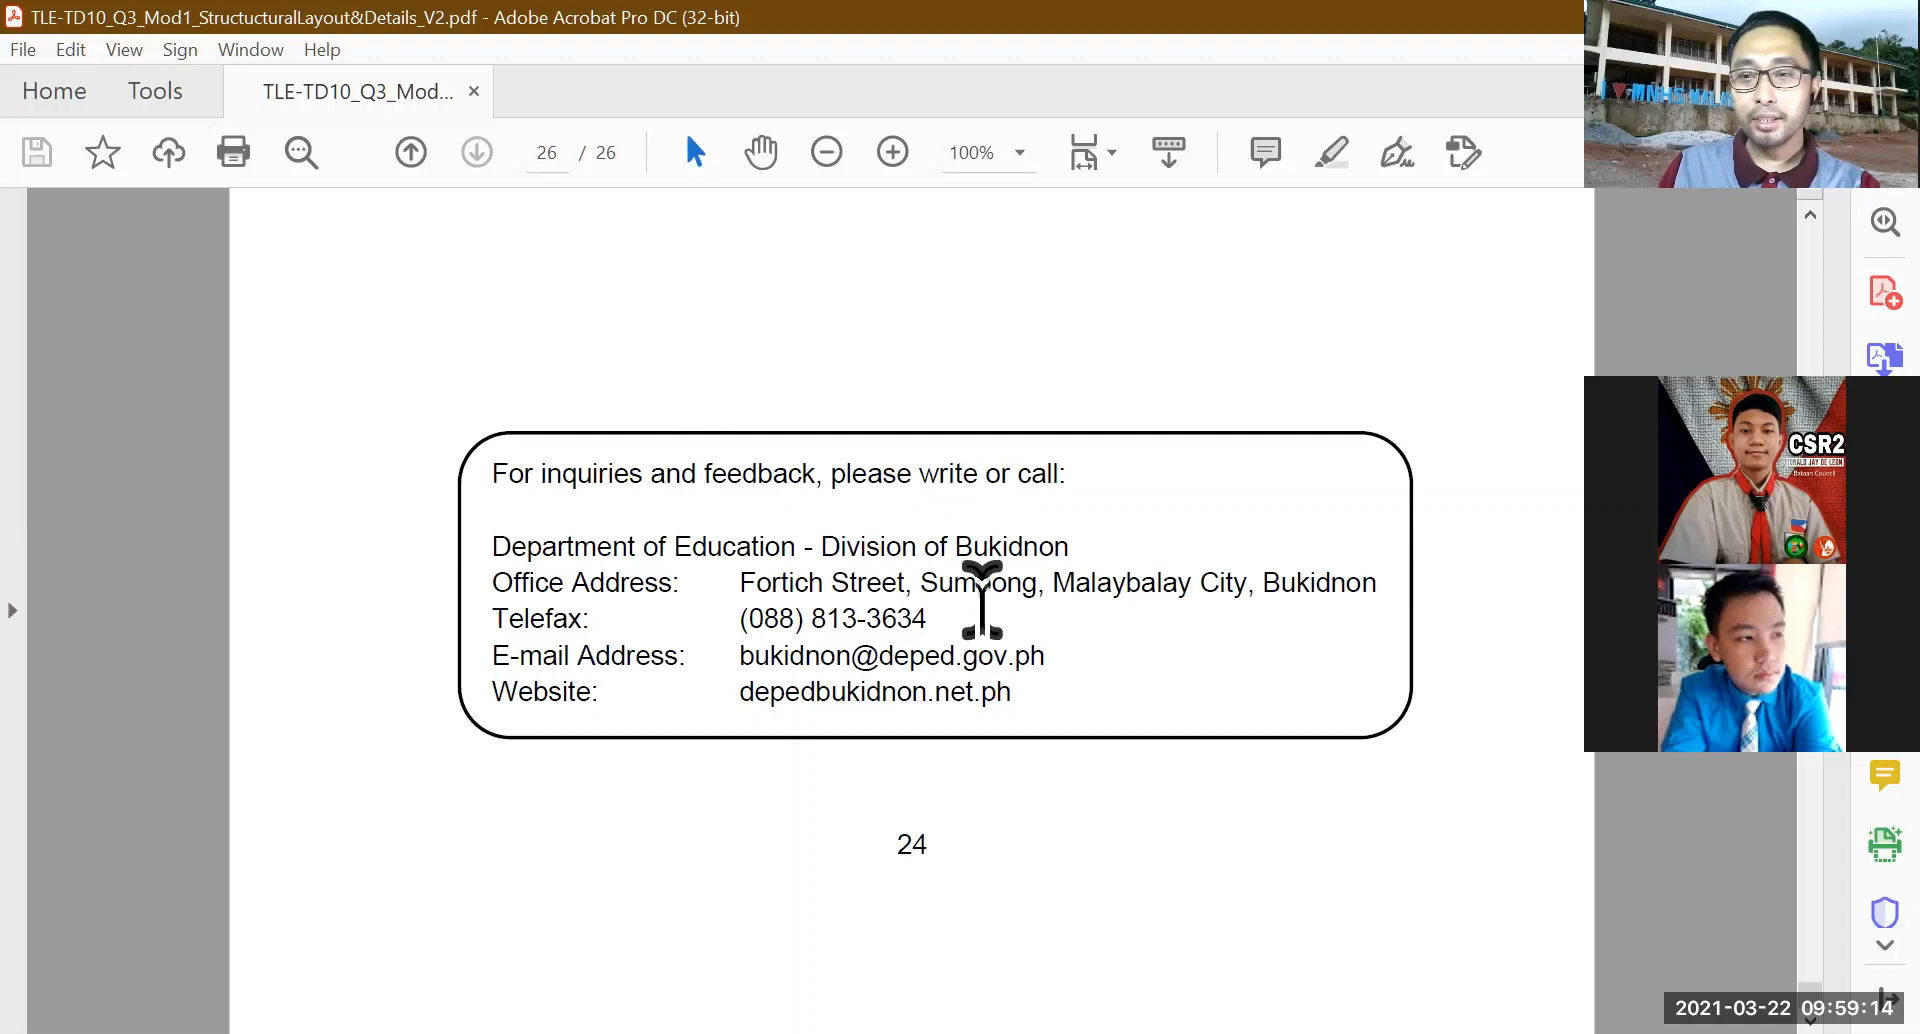 TLE-TD10_Q3_Mod1_StructucturalLayout&Details_V2.pdf - Adobe Acrobat Pro DC (32-bit)
File Edit View Sign Window Help
Home Tools TLE-TD10_Q3_Mod... ×
26 / 26 100%
CSR2
Bataan Council
For inquiries and feedback, please write or call:
Department of Education - Division of Bukidnon
Office Address: Fortich Street, Sumpong, Malaybalay City, Bukidnon
Telefax: (088) 813-3634
E-mail Address: bukidnon@deped.gov.ph
Website: depedbukidnon.net.ph
24
2021-03-22 09:59:14